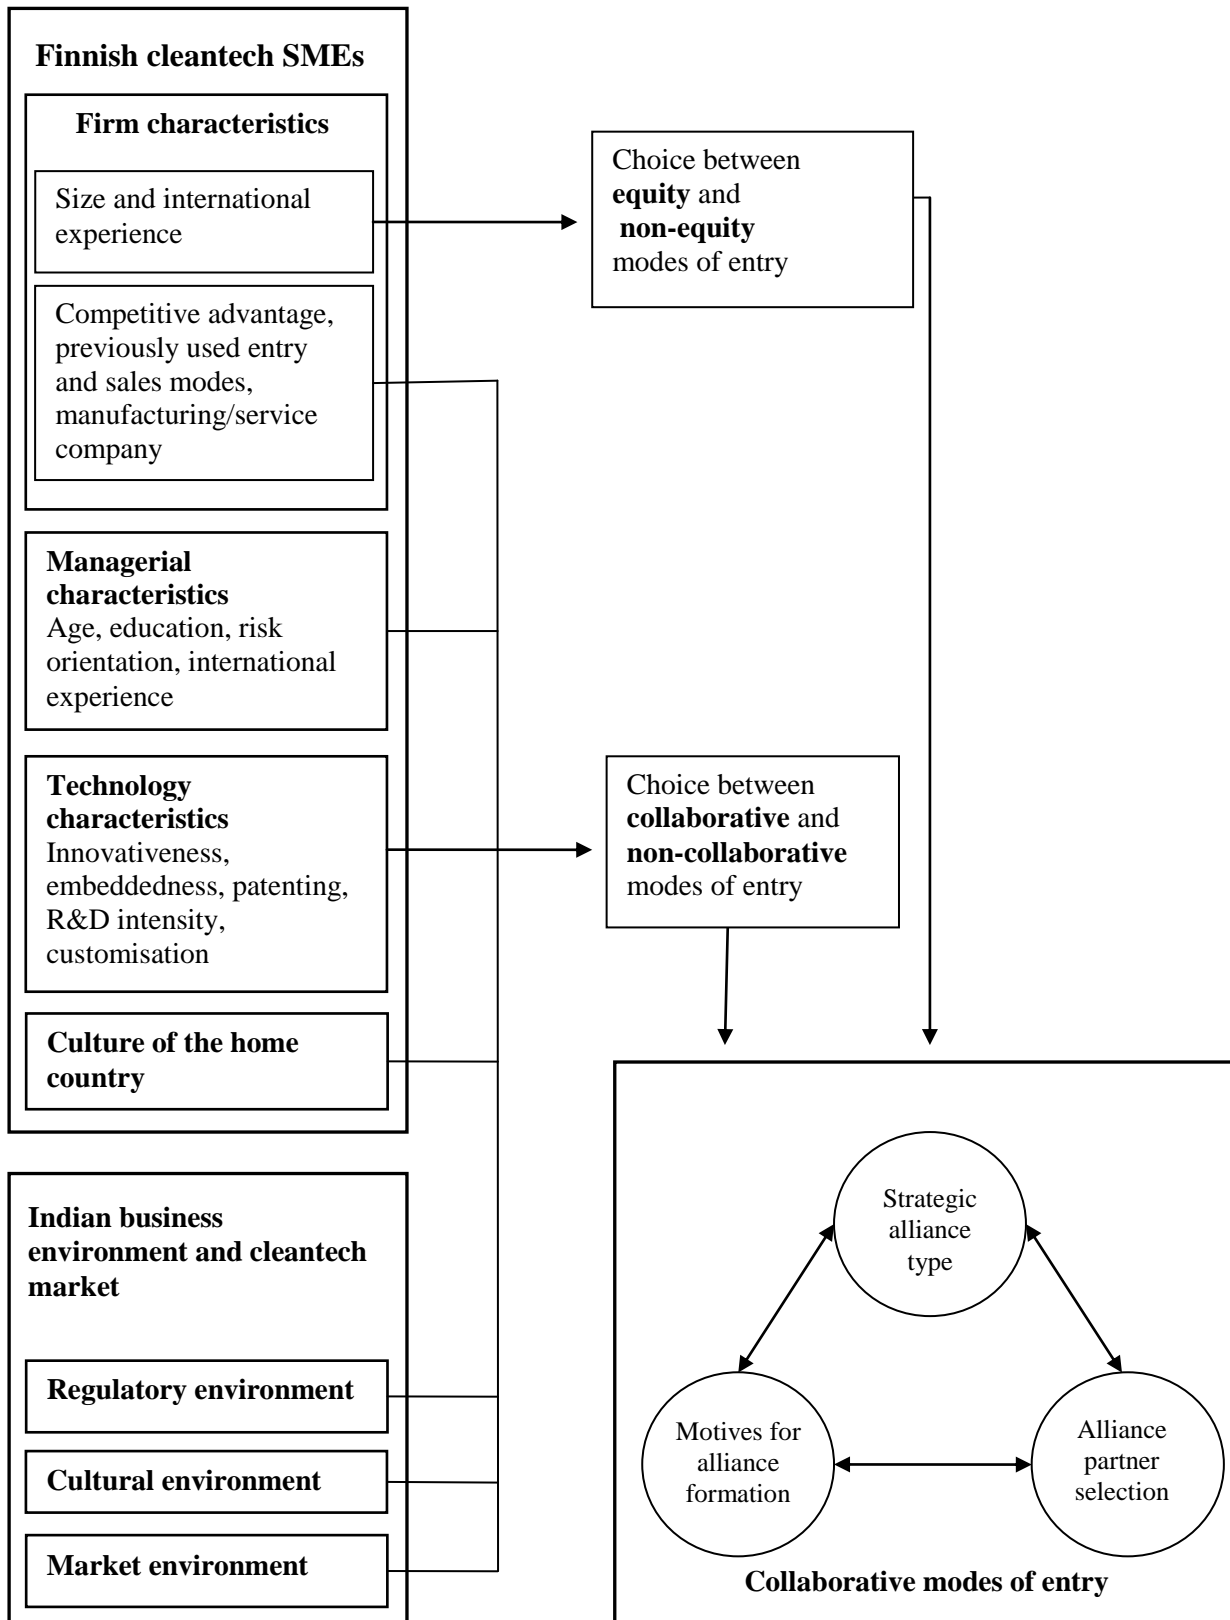 Finnish cleantech SMEs
Firm characteristics
Size and international
experience
Competitive advantage,
previously used entry
and sales modes,
manufacturing/service
company
Managerial
characteristics
Age, education, risk
orientation, international
experience
Technology
characteristics
Innovativeness,
embeddedness, patenting,
R&D intensity,
customisation
Culture of the home
country
Indian business
environment and cleantech
market
Regulatory environment
Cultural environment
Market environment
Choice between
equity and
non-equity
modes of entry
Choice between
collaborative and
non-collaborative
modes of entry
Strategic
alliance
type
Motives for
alliance
formation
Alliance
partner
selection
Collaborative modes of entry